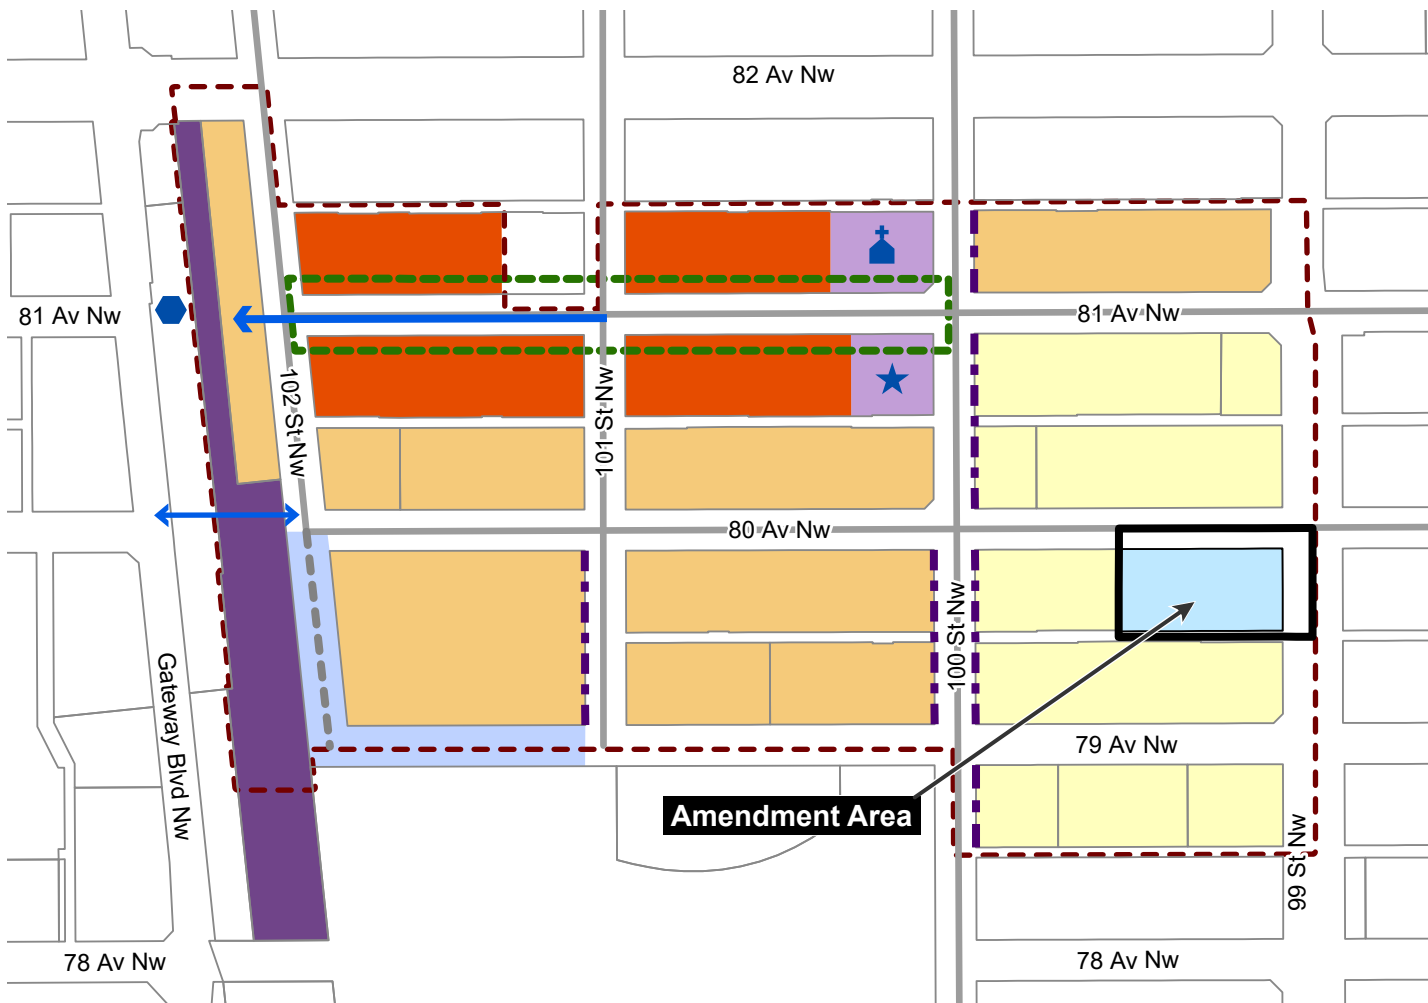 82 Av Nw
81 Av Nw
81 Av Nw
102 St Nw
101 St Nw
80 Av Nw
100 St Nw
Gateway Blvd Nw
79 Av Nw
Amendment Area
99 St Nw
78 Av Nw
78 Av Nw